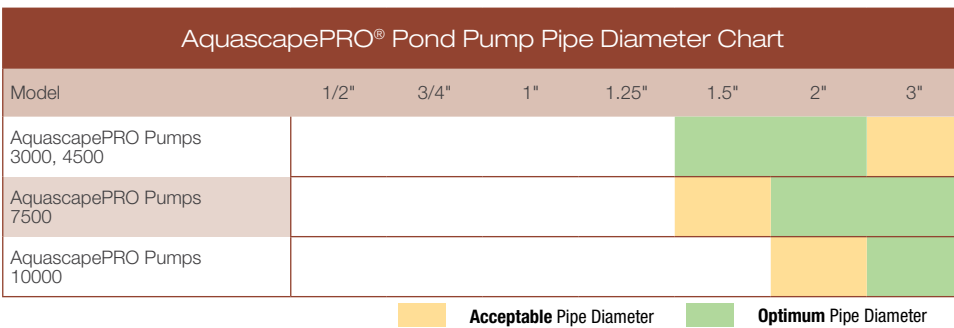 AquascapePRO® Pond Pump Pipe Diameter Chart
Model 1/2" 3/4" 1" 1.25" 1.5" 2" 3"
AquascapePRO Pumps
3000, 4500
AquascapePRO Pumps
7500
AquascapePRO Pumps
10000
Acceptable Pipe Diameter Optimum Pipe Diameter